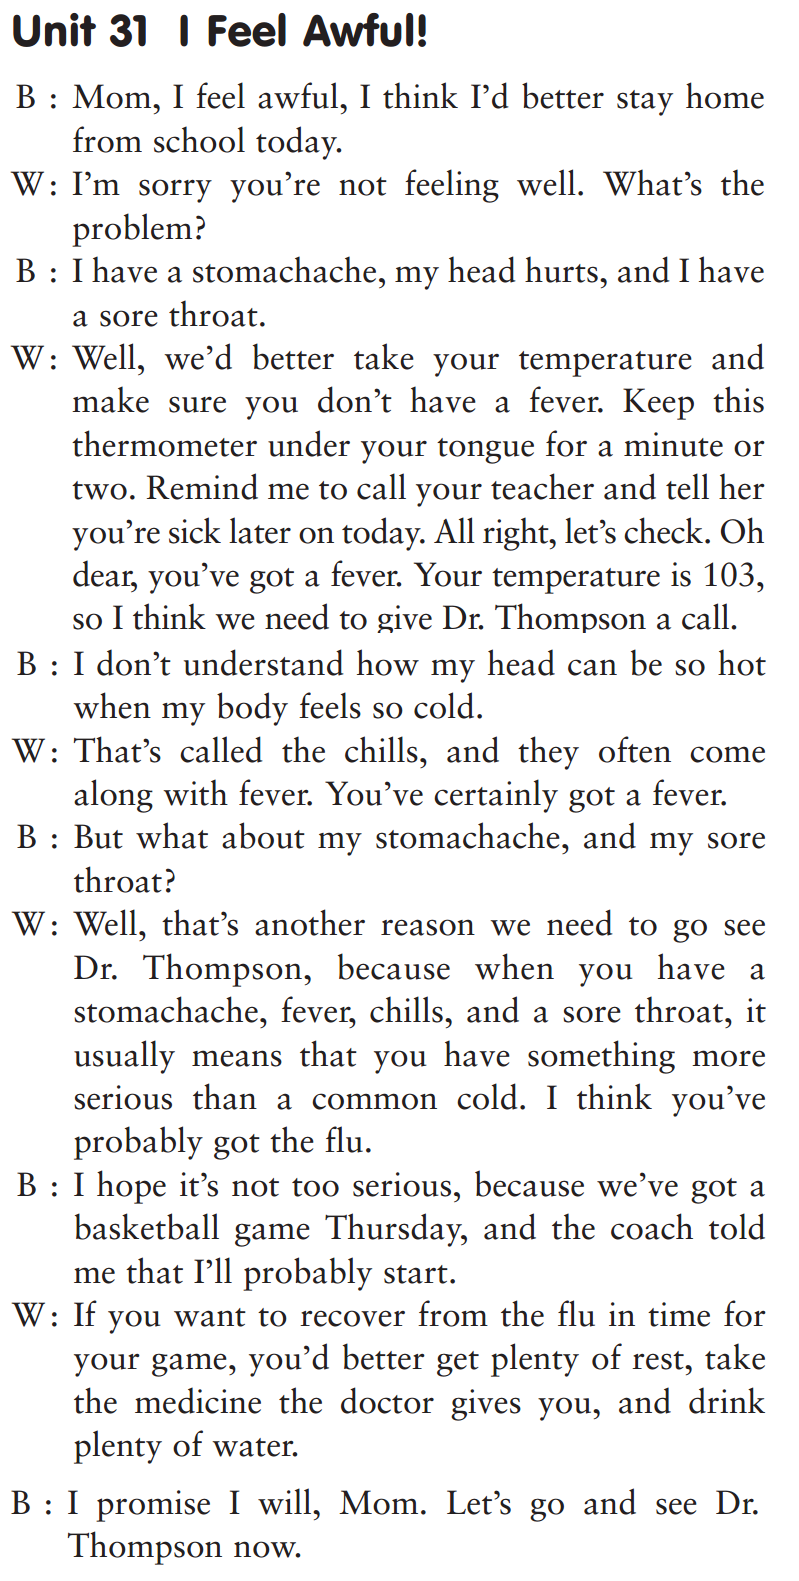 Unit 31 I Feel Awful!
B : Mom, I feel awful, I think I’d better stay home
from school today.
W : I’m sorry you’re not feeling well. What’s the
problem?
B : I have a stomachache, my head hurts, and I have
a sore throat.
W : Well, we’d better take your temperature and
make sure you don’t have a fever. Keep this
thermometer under your tongue for a minute or
two. Remind me to call your teacher and tell her
you’re sick later on today. All right, let’s check. Oh
dear, you’ve got a fever. Your temperature is 103,
so I think we need to give Dr. Thompson a call.
B : I don’t understand how my head can be so hot
when my body feels so cold.
W : That’s called the chills, and they often come
along with fever. You’ve certainly got a fever.
B : But what about my stomachache, and my sore
throat?
W : Well, that’s another reason we need to go see
Dr. Thompson, because when you have a
stomachache, fever, chills, and a sore throat, it
usually means that you have something more
serious than a common cold. I think you’ve
probably got the flu.
B : I hope it’s not too serious, because we’ve got a
basketball game Thursday, and the coach told
me that I’ll probably start.
W : If you want to recover from the flu in time for
your game, you’d better get plenty of rest, take
the medicine the doctor gives you, and drink
plenty of water.
B : I promise I will, Mom. Let’s go and see Dr.
Thompson now.